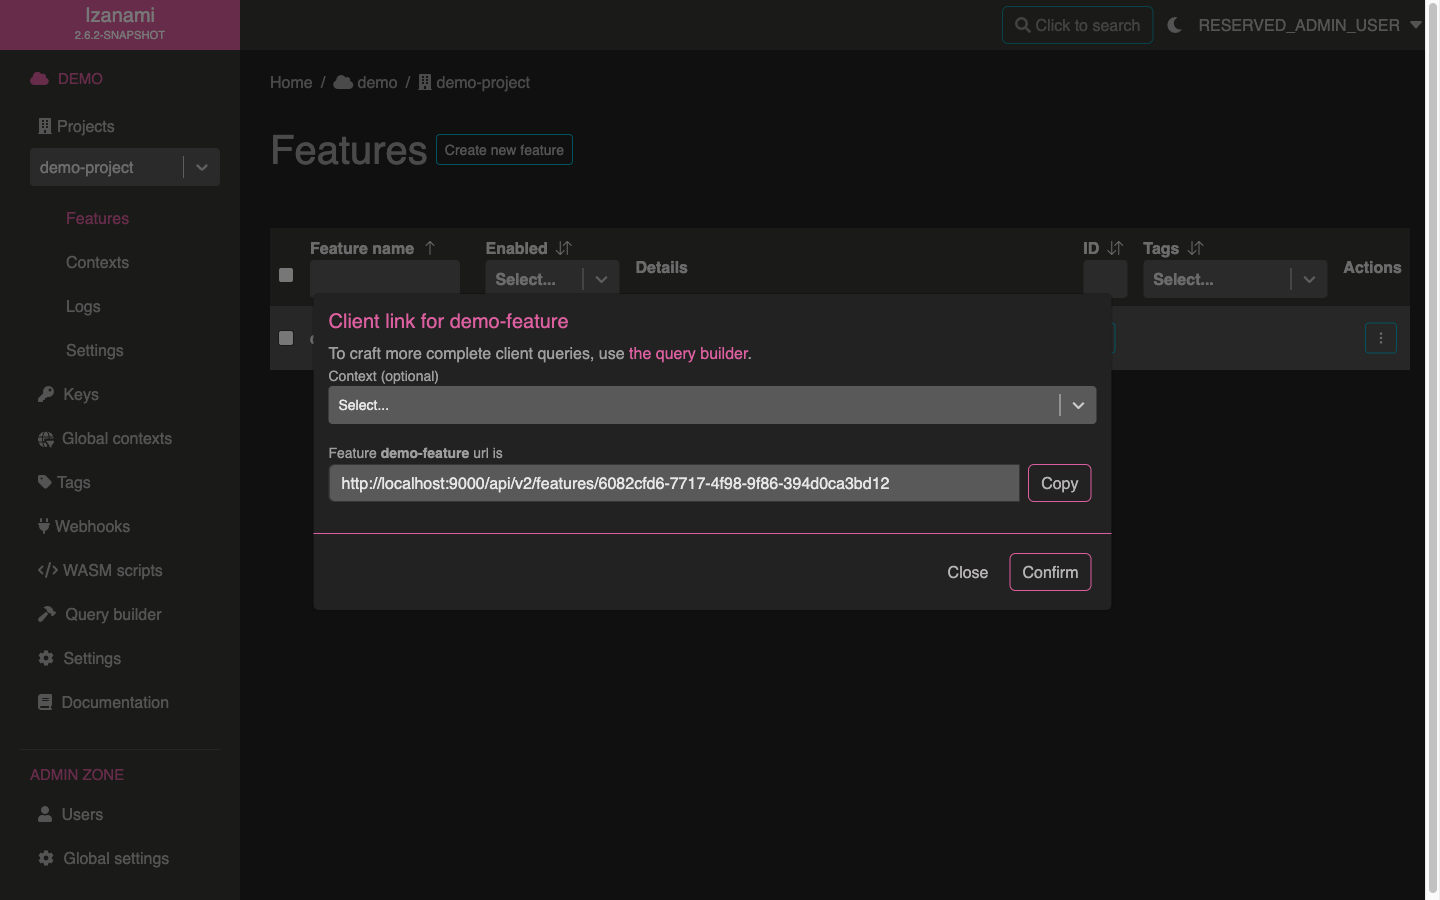 Izanami
2.6.2-SNAPSHOT
Click to search
RESERVED_ADMIN_USER
DEMO
Projects
demo-project
Features
Contexts
Logs
Settings
Keys
Global contexts
Tags
Webhooks
WASM scripts
Query builder
Settings
Documentation
ADMIN ZONE
Users
Global settings
Home / demo / demo-project
Features
Create new feature
Feature name
Enabled
Select...
Details
ID
Tags
Select...
Actions
Client link for demo-feature
To craft more complete client queries, use the query builder.
Context (optional)
Select...
Feature demo-feature url is
http://localhost:9000/api/v2/features/6082cfd6-7717-4f98-9f86-394d0ca3bd12
Copy
Close
Confirm